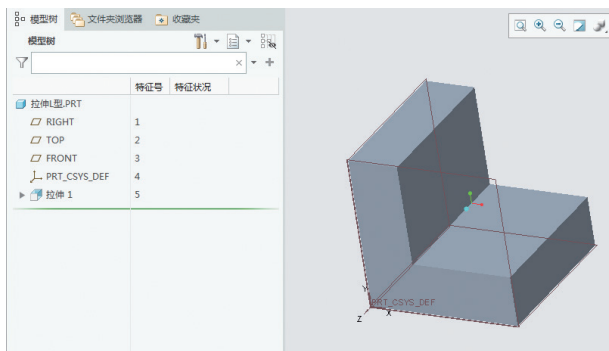 模型树 文件夹浏览器 收藏夹
模型树
特征号 特征状况
拉伸L型.PRT
RIGHT 1
TOP 2
FRONT 3
PRT_CSYS_DEF 4
拉伸 1 5
Y
PRT_CSYS_DEF
Z X